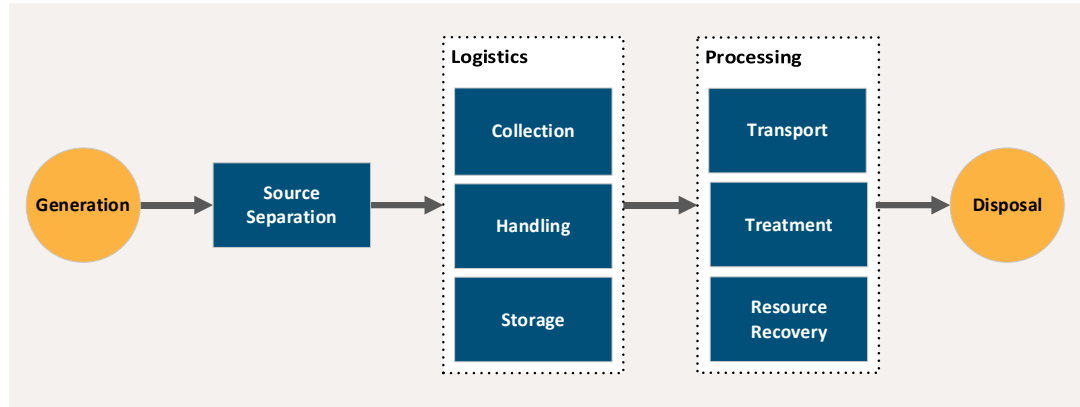 Generation
Source
Separation
Logistics
Collection
Handling
Storage
Processing
Transport
Treatment
Resource
Recovery
Disposal